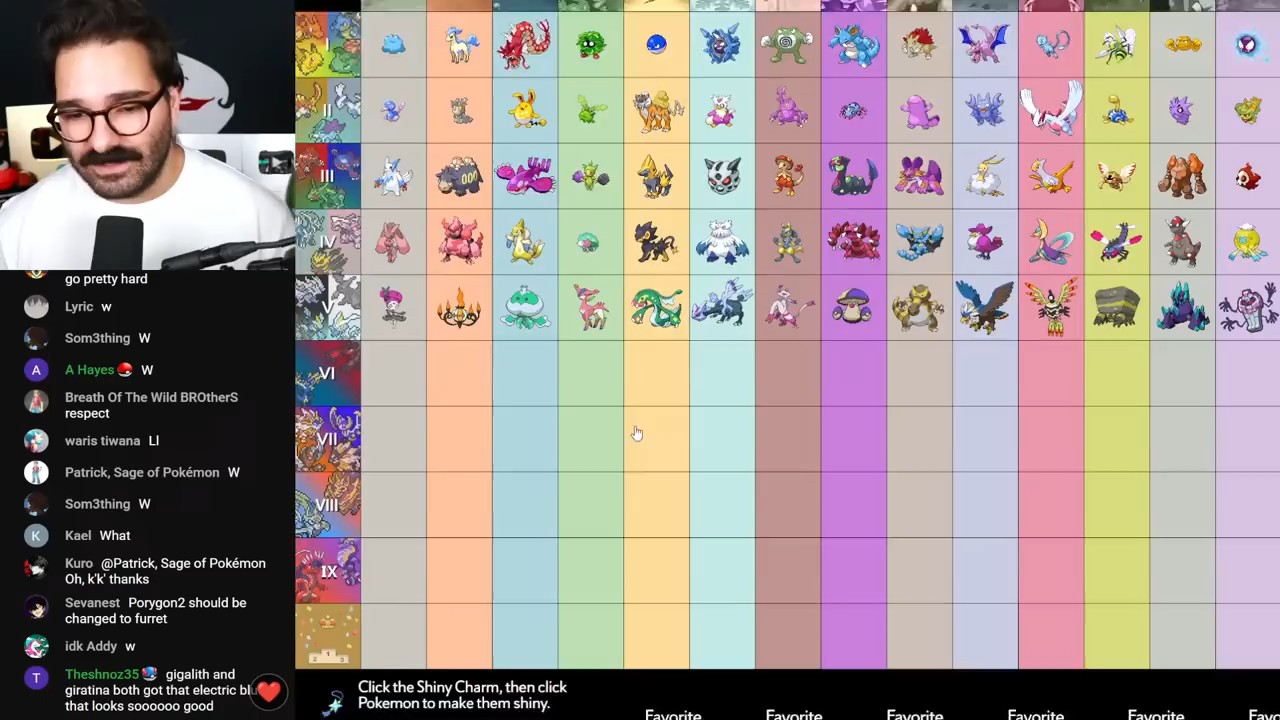 go pretty hard
Lyric w
Som3thing W
A Hayes W
Breath Of The Wild BROtherS
respect
waris tiwana LI
Patrick, Sage of Pokémon W
Som3thing W
K
Kael What
Kuro @Patrick, Sage of Pokémon
Oh, k'k' thanks
Sevanest Porygon2 should be
changed to furret
idk Addy w
T
Theshnoz35 gigalith and
giratina both got that electric
that looks soooooo good
I
II
III
IV
V
VI
VII
VIII
IX
Click the Shiny Charm, then click
Pokemon to make them shiny.
Favorite Favorite Favorite Favorite Favorite